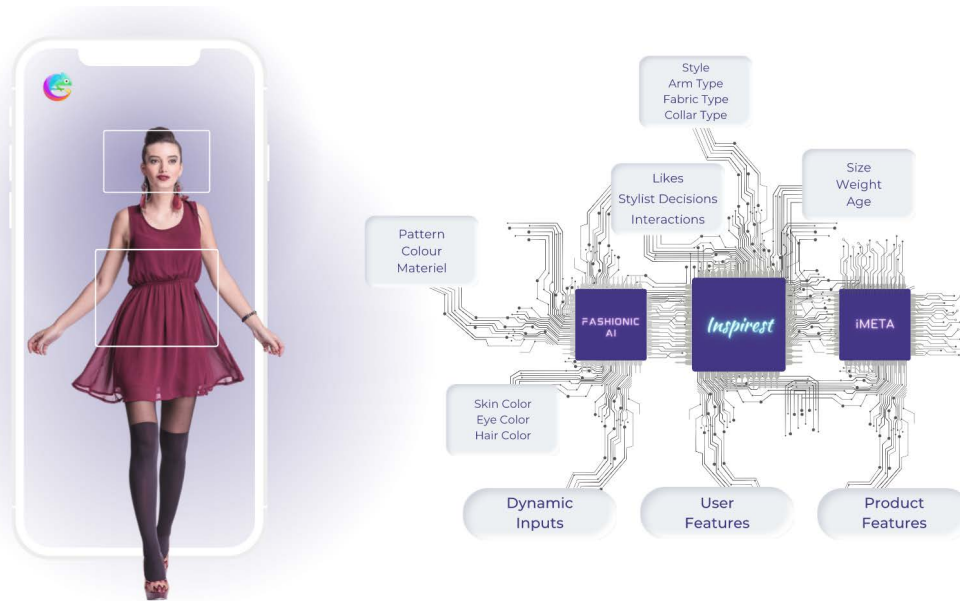 Style
Arm Type
Fabric Type
Collar Type
Likes
Stylist Decisions
Interactions
Size
Weight
Age
Pattern
Colour
Materiel
FASHIONIC
AI
Inspirest
iMETA
Skin Color
Eye Color
Hair Color
Dynamic
Inputs
User
Features
Product
Features